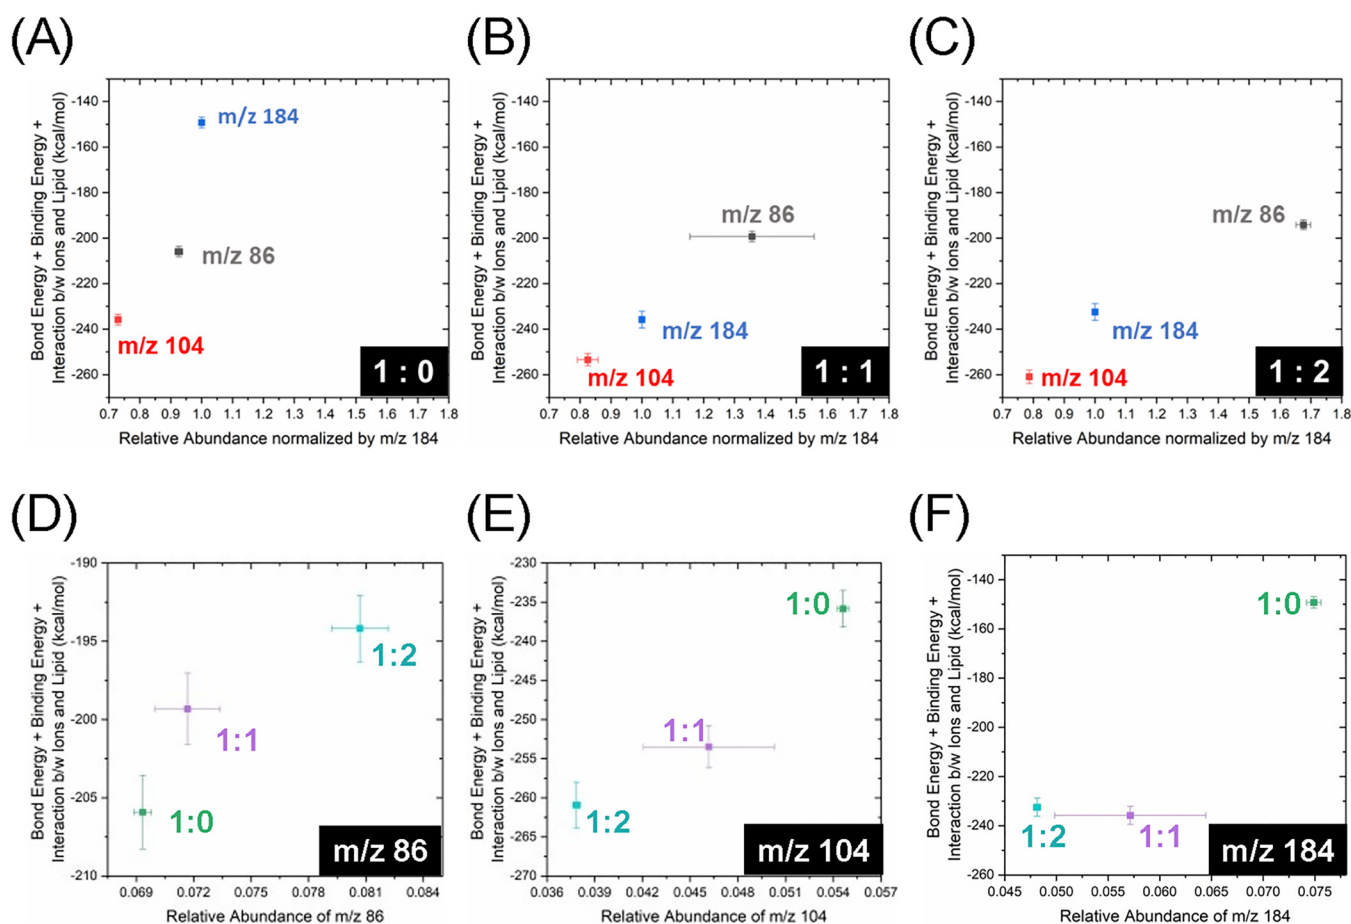 (A)
Bond Energy + Binding Energy +
Interaction b/w Ions and Lipid (kcal/mol)
-140
-160
-180
-200
-220
-240
-260
m/z 184
m/z 86
m/z 104
1 : 0
0.7 0.8 0.9 1.0 1.1 1.2 1.3 1.4 1.5 1.6 1.7 1.8
Relative Abundance normalized by m/z 184
(B)
Bond Energy + Binding Energy +
Interaction b/w Ions and Lipid (kcal/mol)
-140
-160
-180
-200
-220
-240
-260
m/z 86
m/z 184
m/z 104
1 : 1
0.7 0.8 0.9 1.0 1.1 1.2 1.3 1.4 1.5 1.6 1.7 1.8
Relative Abundance normalized by m/z 184
(C)
Bond Energy + Binding Energy +
Interaction b/w Ions and Lipid (kcal/mol)
-140
-160
-180
-200
-220
-240
-260
m/z 86
m/z 184
m/z 104
1 : 2
0.7 0.8 0.9 1.0 1.1 1.2 1.3 1.4 1.5 1.6 1.7 1.8
Relative Abundance normalized by m/z 184
(D)
Bond Energy + Binding Energy +
Interaction b/w Ions and Lipid (kcal/mol)
-190
-195
-200
-205
-210
1:2
1:1
1:0
m/z 86
0.069 0.072 0.075 0.078 0.081 0.084
Relative Abundance of m/z 86
(E)
Bond Energy + Binding Energy +
Interaction b/w Ions and Lipid (kcal/mol)
-230
-235
-240
-245
-250
-255
-260
-265
-270
1:0
1:1
1:2
m/z 104
0.036 0.039 0.042 0.045 0.048 0.051 0.054 0.057
Relative Abundance of m/z 104
(F)
Bond Energy + Binding Energy +
Interaction b/w Ions and Lipid (kcal/mol)
-140
-160
-180
-200
-220
-240
-260
1:0
1:2
1:1
m/z 184
0.045 0.050 0.055 0.060 0.065 0.070 0.075
Relative Abundance of m/z 184